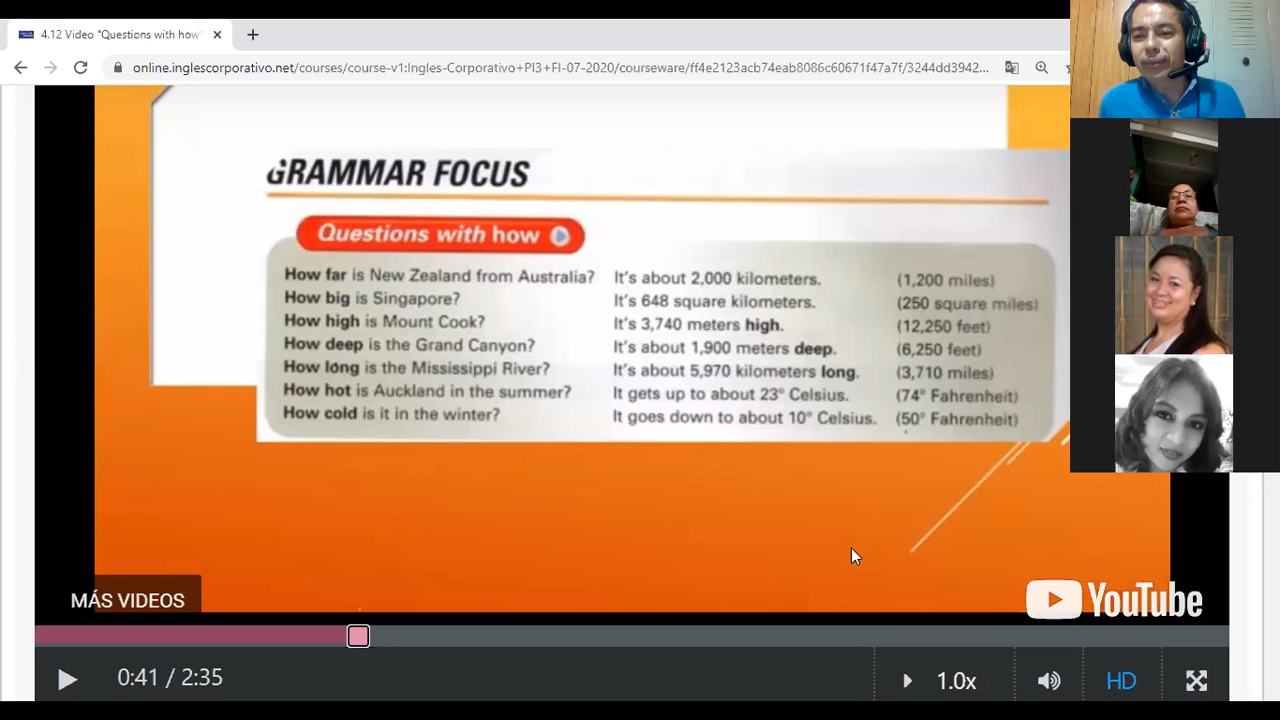 4.12 Video "Questions with how"
online.inglescorporativo.net/courses/course-v1:Ingles-Corporativo+PI3+FI-07-2020/courseware/ff4e2123acb74eab8086c60671f47a7f/3244dd3942...
GRAMMAR FOCUS
Questions with how
How far is New Zealand from Australia? It's about 2,000 kilometers. (1,200 miles)
How big is Singapore? It's 648 square kilometers. (250 square miles)
How high is Mount Cook? It's 3,740 meters high. (12,250 feet)
How deep is the Grand Canyon? It's about 1,900 meters deep. (6,250 feet)
How long is the Mississippi River? It's about 5,970 kilometers long. (3,710 miles)
How hot is Auckland in the summer? It gets up to about 23° Celsius. (74° Fahrenheit)
How cold is it in the winter? It goes down to about 10° Celsius. (50° Fahrenheit)
MÁS VIDEOS
YouTube
0:41 / 2:35
1.0x
HD